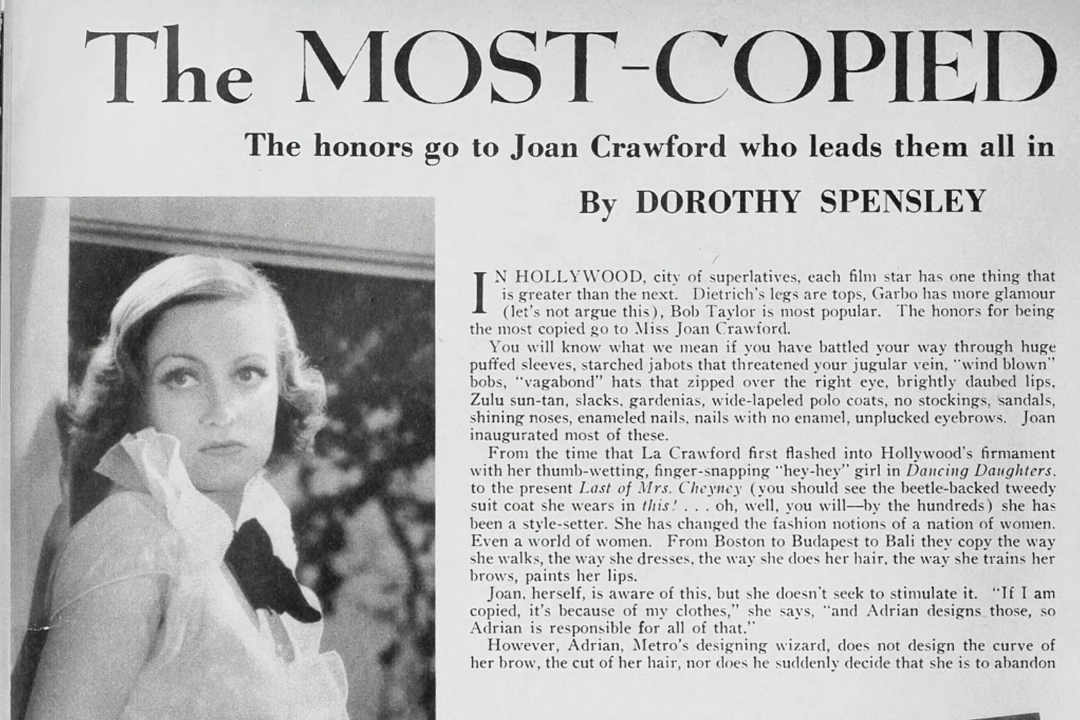 The MOST-COPIED
The honors go to Joan Crawford who leads them all in
By DOROTHY SPENSLEY
IN HOLLYWOOD, city of superlatives, each film star has one thing that
is greater than the next. Dietrich's legs are tops, Garbo has more glamour
(let's not argue this), Bob Taylor is most popular. The honors for being
the most copied go to Miss Joan Crawford.
You will know what we mean if you have battled your way through huge
puffed sleeves, starched jabots that threatened your jugular vein, "wind blown"
bobs, "vagabond" hats that zipped over the right eye, brightly daubed lips,
Zulu sun-tan, slacks, gardenias, wide-lapeled polo coats, no stockings, sandals,
shining noses, enameled nails, nails with no enamel, unplucked eyebrows. Joan
inaugurated most of these.
From the time that La Crawford first flashed into Hollywood's firmament
with her thumb-wetting, finger-snapping "hey-hey" girl in Dancing Daughters,
to the present Last of Mrs. Cheyney (you should see the beetle-backed tweedy
suit coat she wears in this! . . . oh, well, you will—by the hundreds) she has
been a style-setter. She has changed the fashion notions of a nation of women.
Even a world of women. From Boston to Budapest to Bali they copy the way
she walks, the way she dresses, the way she does her hair, the way she trains her
brows, paints her lips.
Joan, herself, is aware of this, but she doesn't seek to stimulate it. "If I am
copied, it's because of my clothes," she says, "and Adrian designs those, so
Adrian is responsible for all of that."
However, Adrian, Metro's designing wizard, does not design the curve of
her brow, the cut of her hair, nor does he suddenly decide that she is to abandon